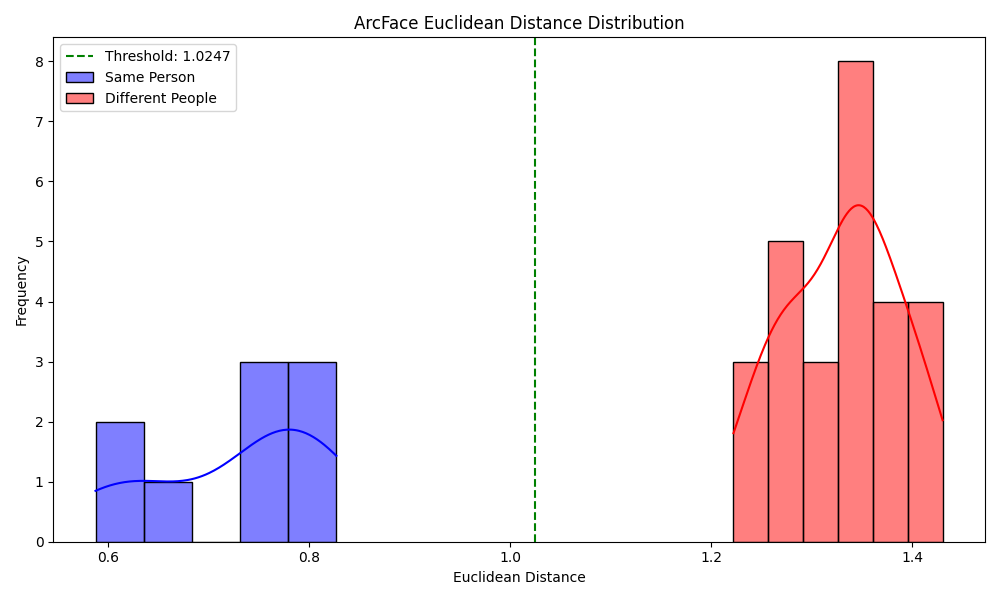 ArcFace Euclidean Distance Distribution
Threshold: 1.0247
Same Person
Different People
Frequency
8
7
6
5
4
3
2
1
0
0.6 0.8 1.0 1.2 1.4
Euclidean Distance